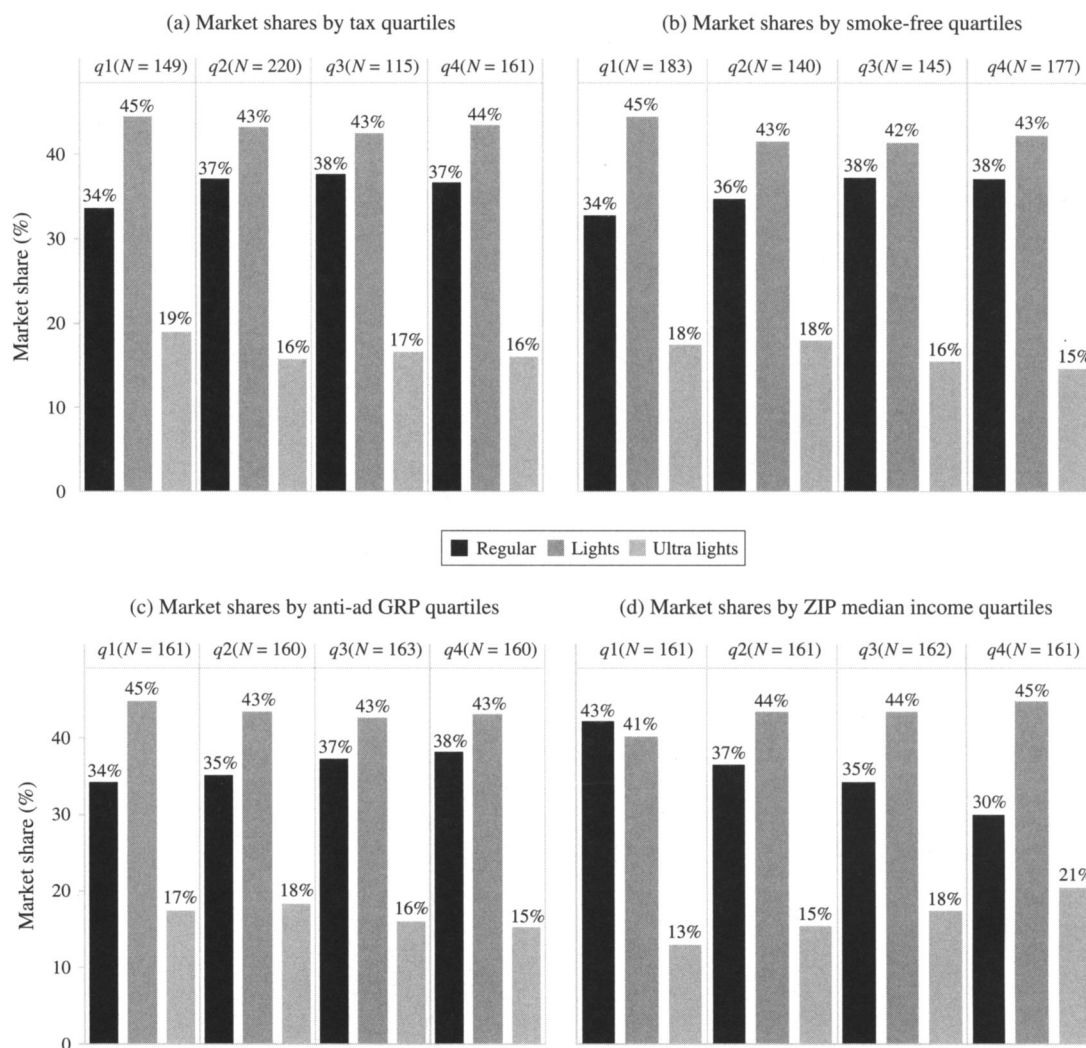 (a) Market shares by tax quartiles
q1(N = 149) q2(N = 220) q3(N = 115) q4(N = 161)
45% 43% 43% 44%
40
34% 37% 38% 37%
30
20
19% 16% 17% 16%
10
0
Market share (%)
(b) Market shares by smoke-free quartiles
q1(N = 183) q2(N = 140) q3(N = 145) q4(N = 177)
45% 43% 42% 43%
34% 36% 38% 38%
18% 18% 16% 15%
Regular Lights Ultra lights
(c) Market shares by anti-ad GRP quartiles
q1(N = 161) q2(N = 160) q3(N = 163) q4(N = 160)
45% 43% 43% 43%
40
34% 35% 37% 38%
30
20
17% 18% 16% 15%
10
0
Market share (%)
(d) Market shares by ZIP median income quartiles
q1(N = 161) q2(N = 161) q3(N = 162) q4(N = 161)
43% 41% 44% 44% 45%
37% 35% 30%
13% 15% 18% 21%